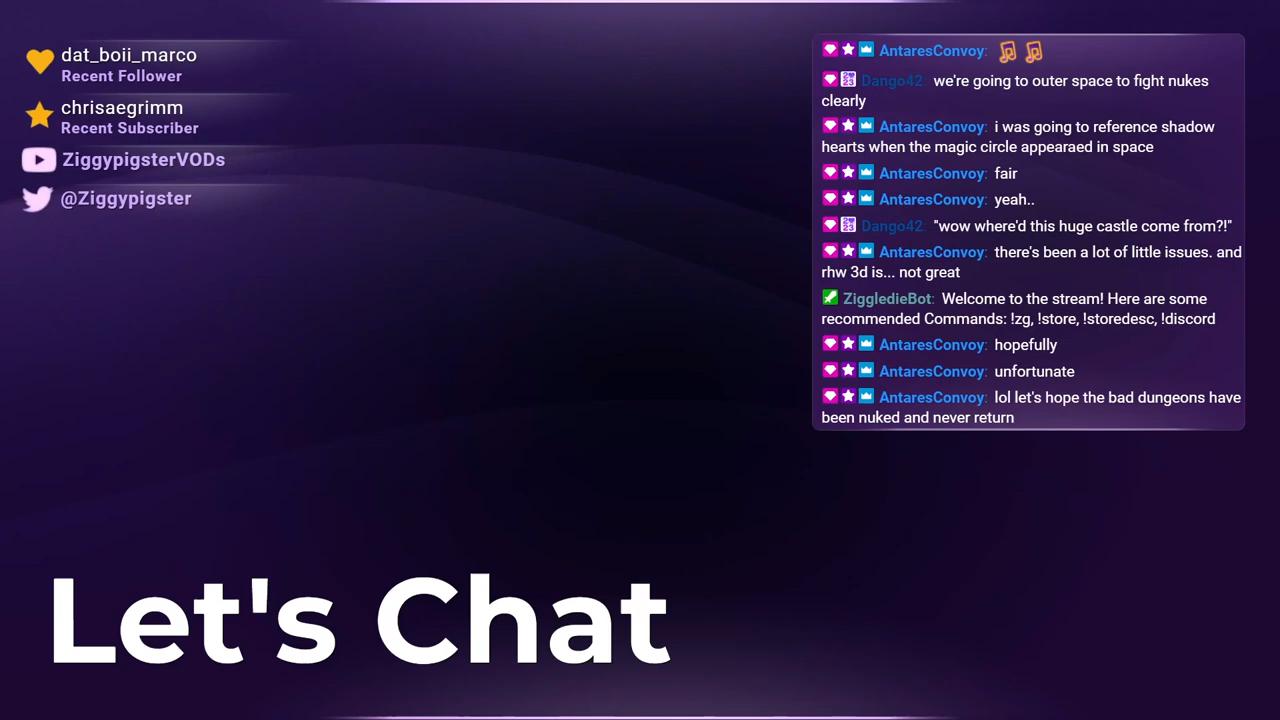 dat_boii_marco
Recent Follower
chrisaegrimm
Recent Subscriber
ZiggypigsterVODs
@Ziggypigster
AntaresConvoy:
Dango42: we're going to outer space to fight nukes
clearly
AntaresConvoy: i was going to reference shadow
hearts when the magic circle appearaed in space
AntaresConvoy: fair
AntaresConvoy: yeah..
Dango42: "wow where'd this huge castle come from?!"
AntaresConvoy: there's been a lot of little issues. and
rhw 3d is... not great
ZiggledieBot: Welcome to the stream! Here are some
recommended Commands: !zg, !store, !storedesc, !discord
AntaresConvoy: hopefully
AntaresConvoy: unfortunate
AntaresConvoy: lol let's hope the bad dungeons have
been nuked and never return
Let's Chat